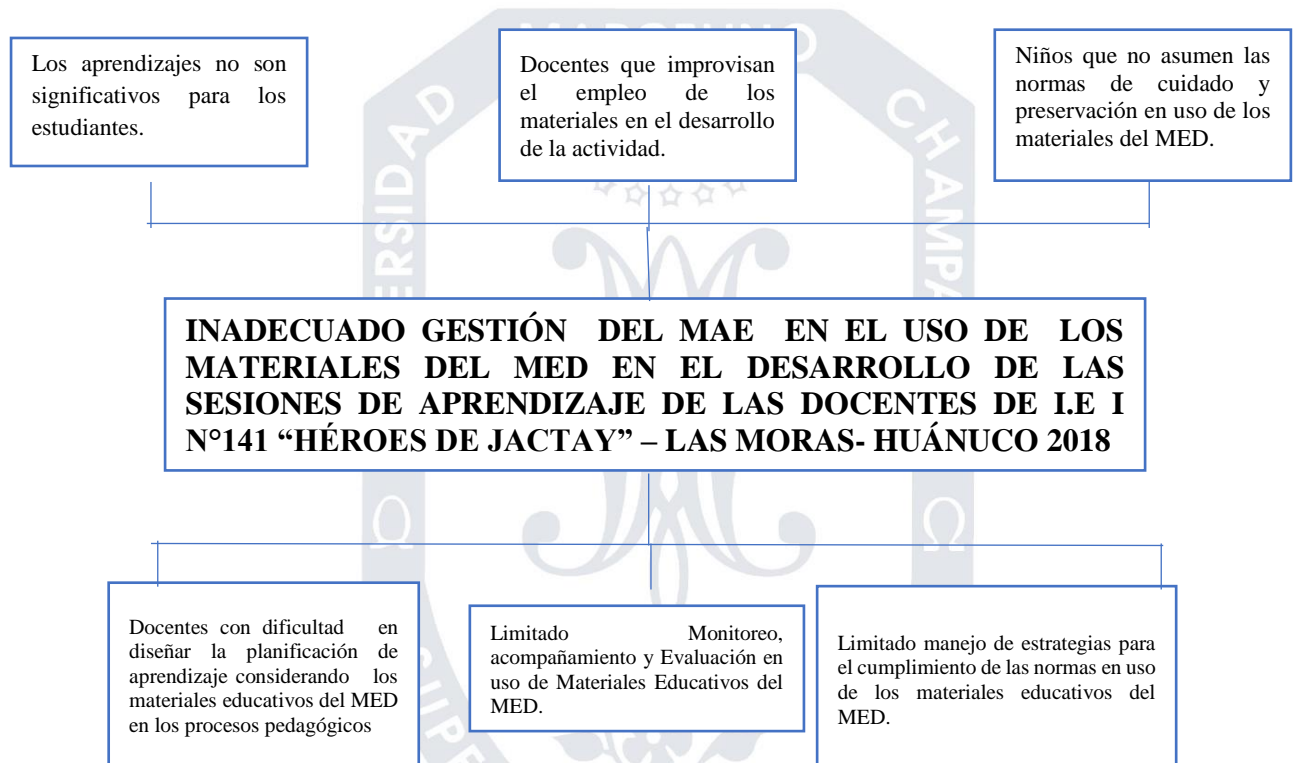 Los aprendizajes no son
significativos para los
estudiantes.
Docentes que improvisan
el empleo de los
materiales en el desarrollo
de la actividad.
Niños que no asumen las
normas de cuidado y
preservación en uso de los
materiales del MED.
INADECUADO GESTIÓN DEL MAE EN EL USO DE LOS
MATERIALES DEL MED EN EL DESARROLLO DE LAS
SESIONES DE APRENDIZAJE DE LAS DOCENTES DE I.E I
N°141 “HÉROES DE JACTAY” – LAS MORAS- HUÁNUCO 2018
Docentes con dificultad en
diseñar la planificación de
aprendizaje considerando los
materiales educativos del MED
en los procesos pedagógicos
Limitado Monitoreo,
acompañamiento y Evaluación en
uso de Materiales Educativos del
MED.
Limitado manejo de estrategias para
el cumplimiento de las normas en uso
de los materiales educativos del
MED.